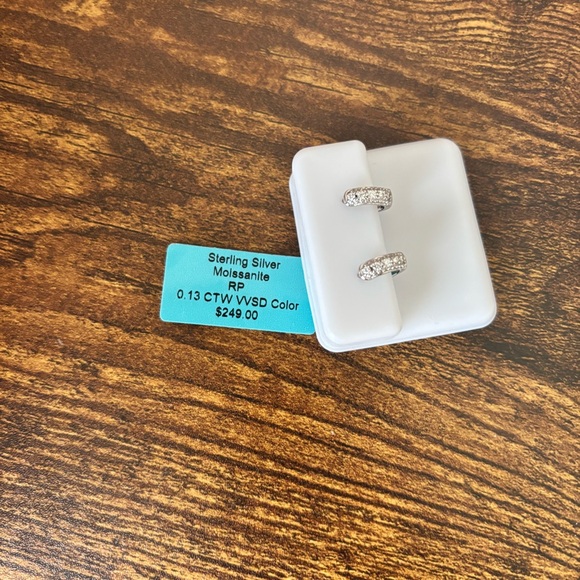 Sterling Silver
Moissanite
RP
0.13 CTW VVSD Color
$249.00